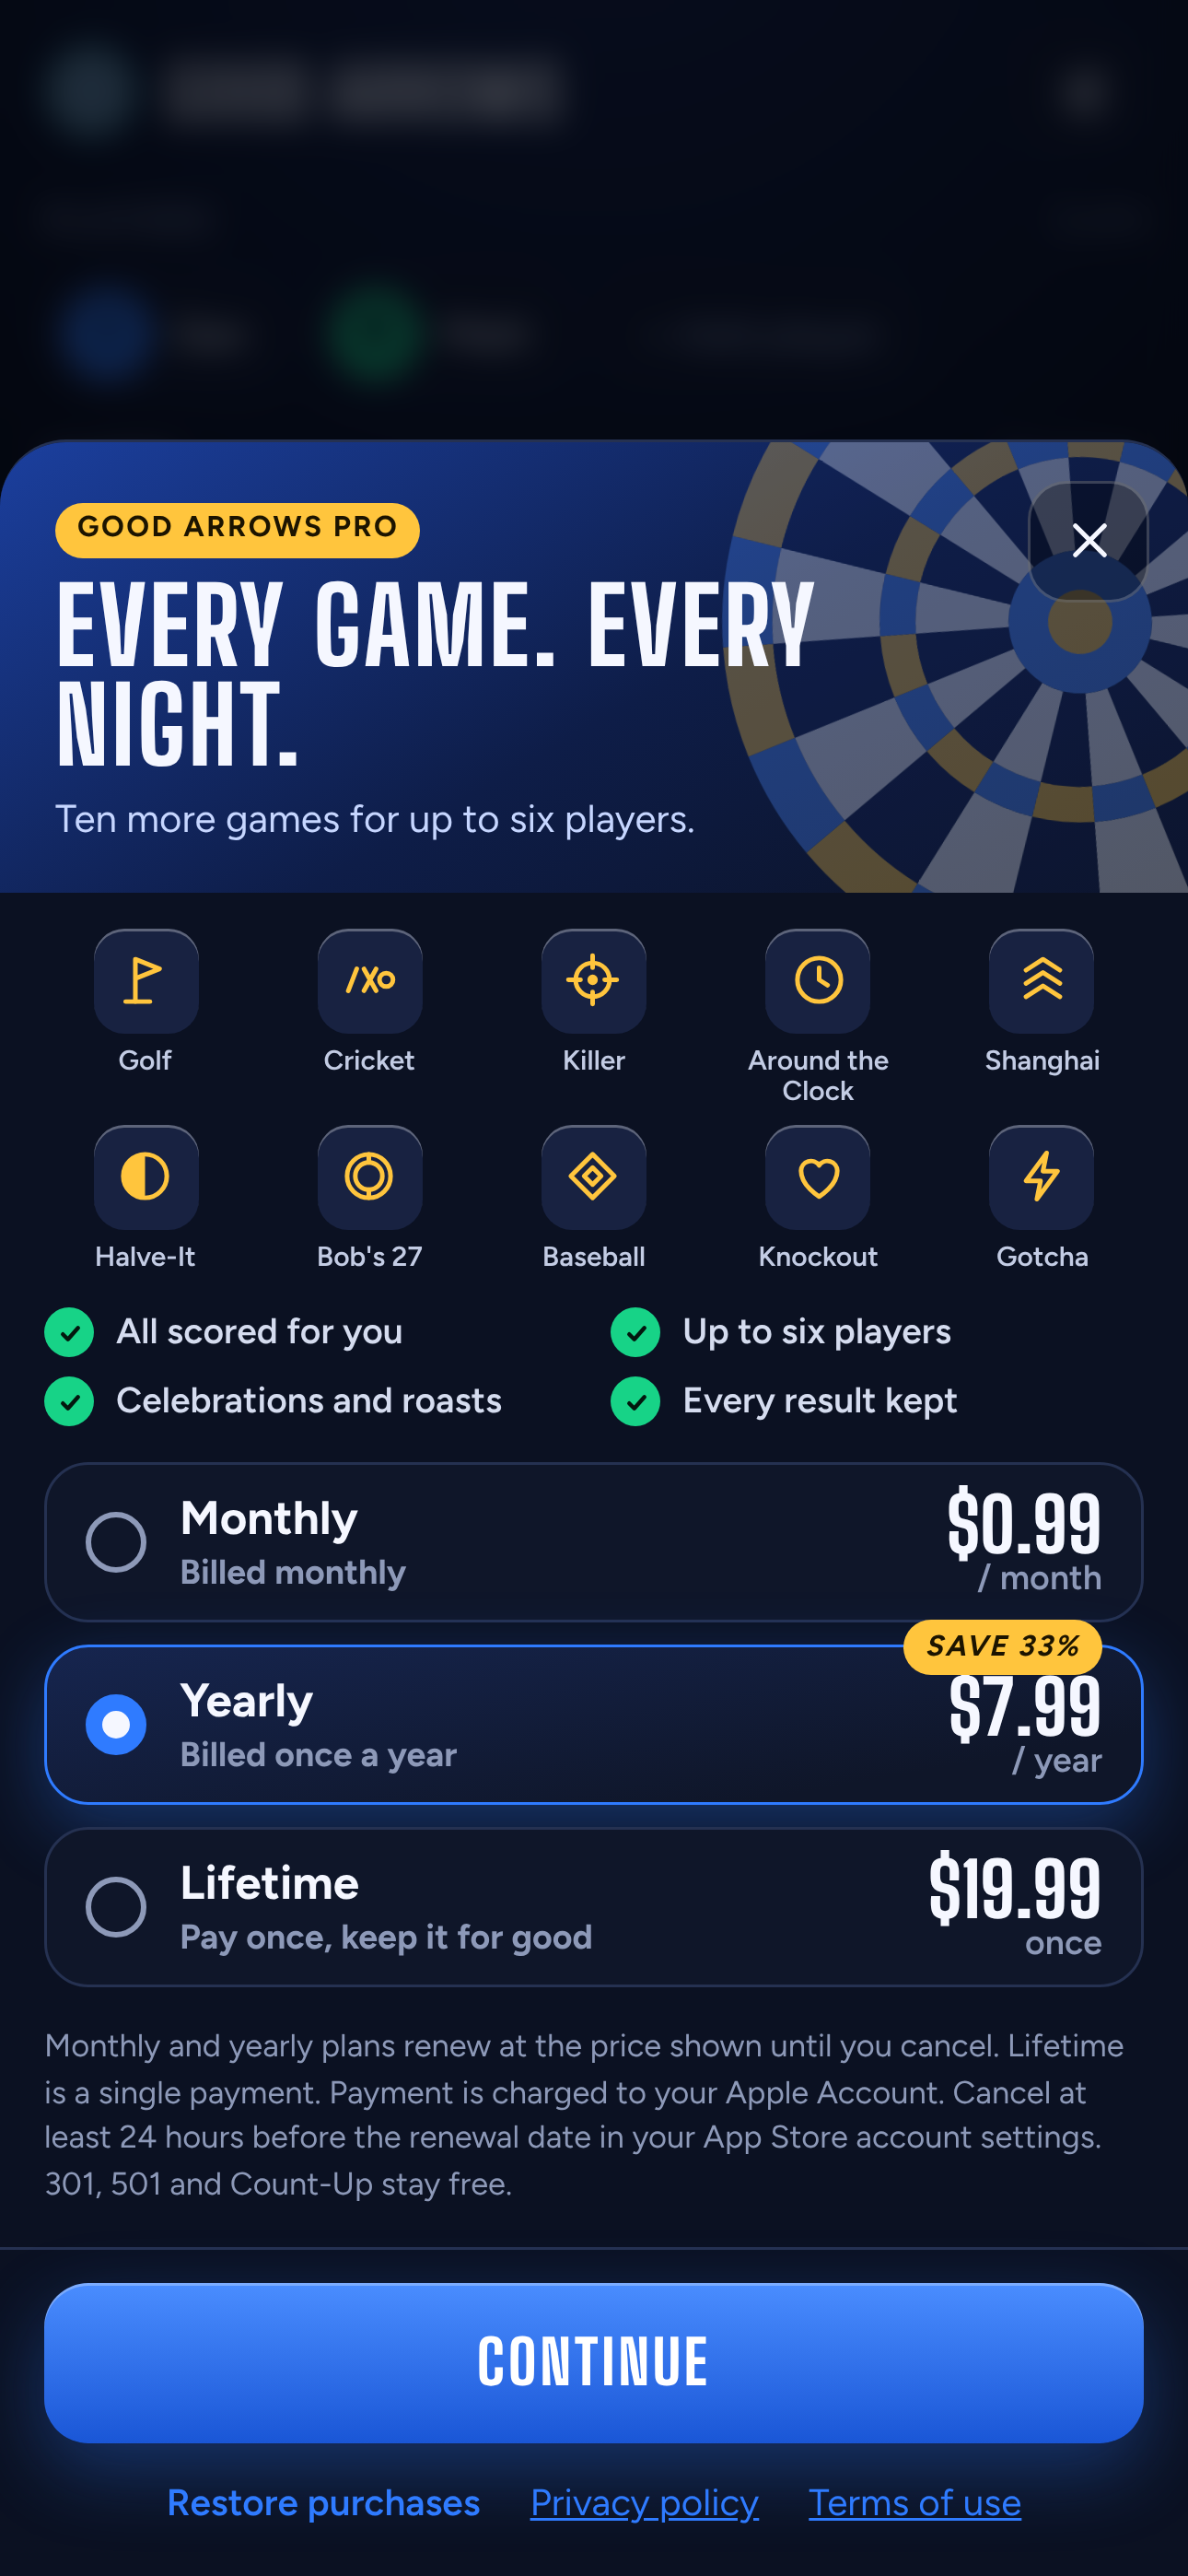 GOOD ARROWS PRO
EVERY GAME. EVERY
NIGHT.
Ten more games for up to six players.
Golf
Cricket
Killer
Around the
Clock
Shanghai
Halve-It
Bob's 27
Baseball
Knockout
Gotcha
All scored for you
Up to six players
Celebrations and roasts
Every result kept
Monthly
Billed monthly
$0.99
/ month
SAVE 33%
Yearly
Billed once a year
$7.99
/ year
Lifetime
Pay once, keep it for good
$19.99
once
Monthly and yearly plans renew at the price shown until you cancel. Lifetime
is a single payment. Payment is charged to your Apple Account. Cancel at
least 24 hours before the renewal date in your App Store account settings.
301, 501 and Count-Up stay free.
CONTINUE
Restore purchases
Privacy policy
Terms of use